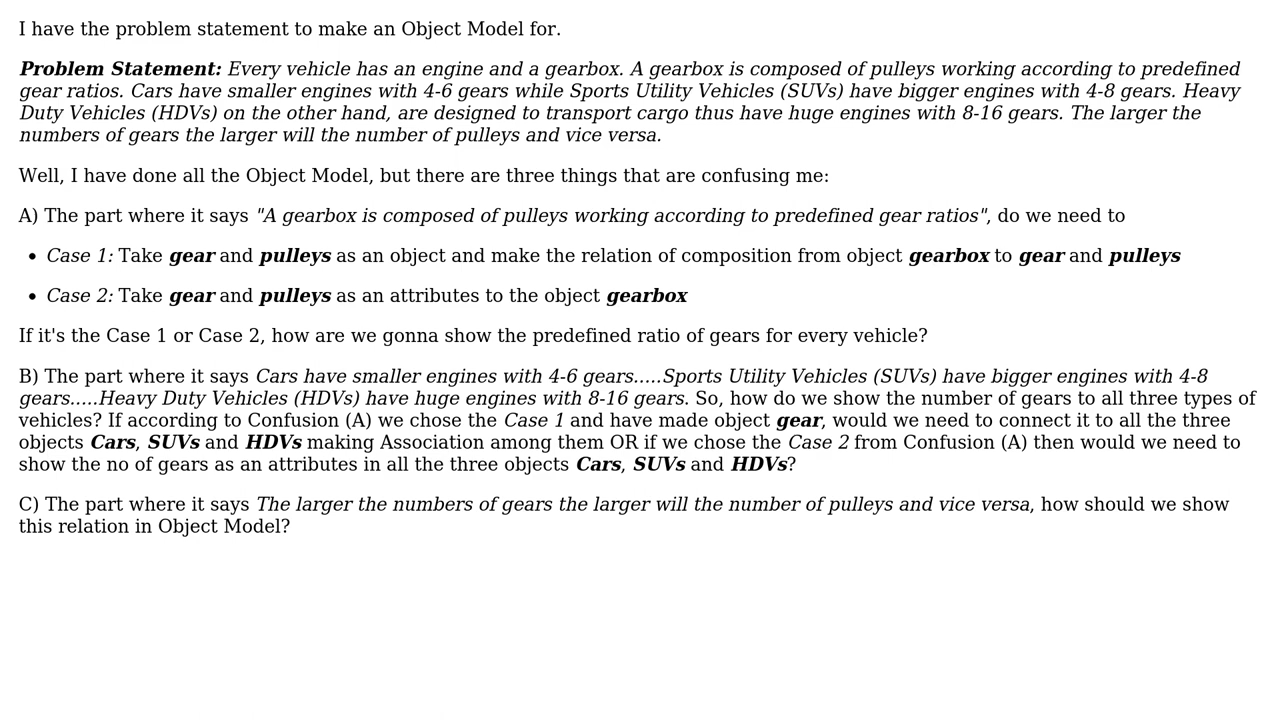 I have the problem statement to make an Object Model for.
Problem Statement: Every vehicle has an engine and a gearbox. A gearbox is composed of pulleys working according to predefined
gear ratios. Cars have smaller engines with 4-6 gears while Sports Utility Vehicles (SUVs) have bigger engines with 4-8 gears. Heavy
Duty Vehicles (HDVs) on the other hand, are designed to transport cargo thus have huge engines with 8-16 gears. The larger the
numbers of gears the larger will the number of pulleys and vice versa.
Well, I have done all the Object Model, but there are three things that are confusing me:
A) The part where it says "A gearbox is composed of pulleys working according to predefined gear ratios", do we need to
• Case 1: Take gear and pulleys as an object and make the relation of composition from object gearbox to gear and pulleys
• Case 2: Take gear and pulleys as an attributes to the object gearbox
If it's the Case 1 or Case 2, how are we gonna show the predefined ratio of gears for every vehicle?
B) The part where it says Cars have smaller engines with 4-6 gears.....Sports Utility Vehicles (SUVs) have bigger engines with 4-8
gears.....Heavy Duty Vehicles (HDVs) have huge engines with 8-16 gears. So, how do we show the number of gears to all three types of
vehicles? If according to Confusion (A) we chose the Case 1 and have made object gear, would we need to connect it to all the three
objects Cars, SUVs and HDVs making Association among them OR if we chose the Case 2 from Confusion (A) then would we need to
show the no of gears as an attributes in all the three objects Cars, SUVs and HDVs?
C) The part where it says The larger the numbers of gears the larger will the number of pulleys and vice versa, how should we show
this relation in Object Model?